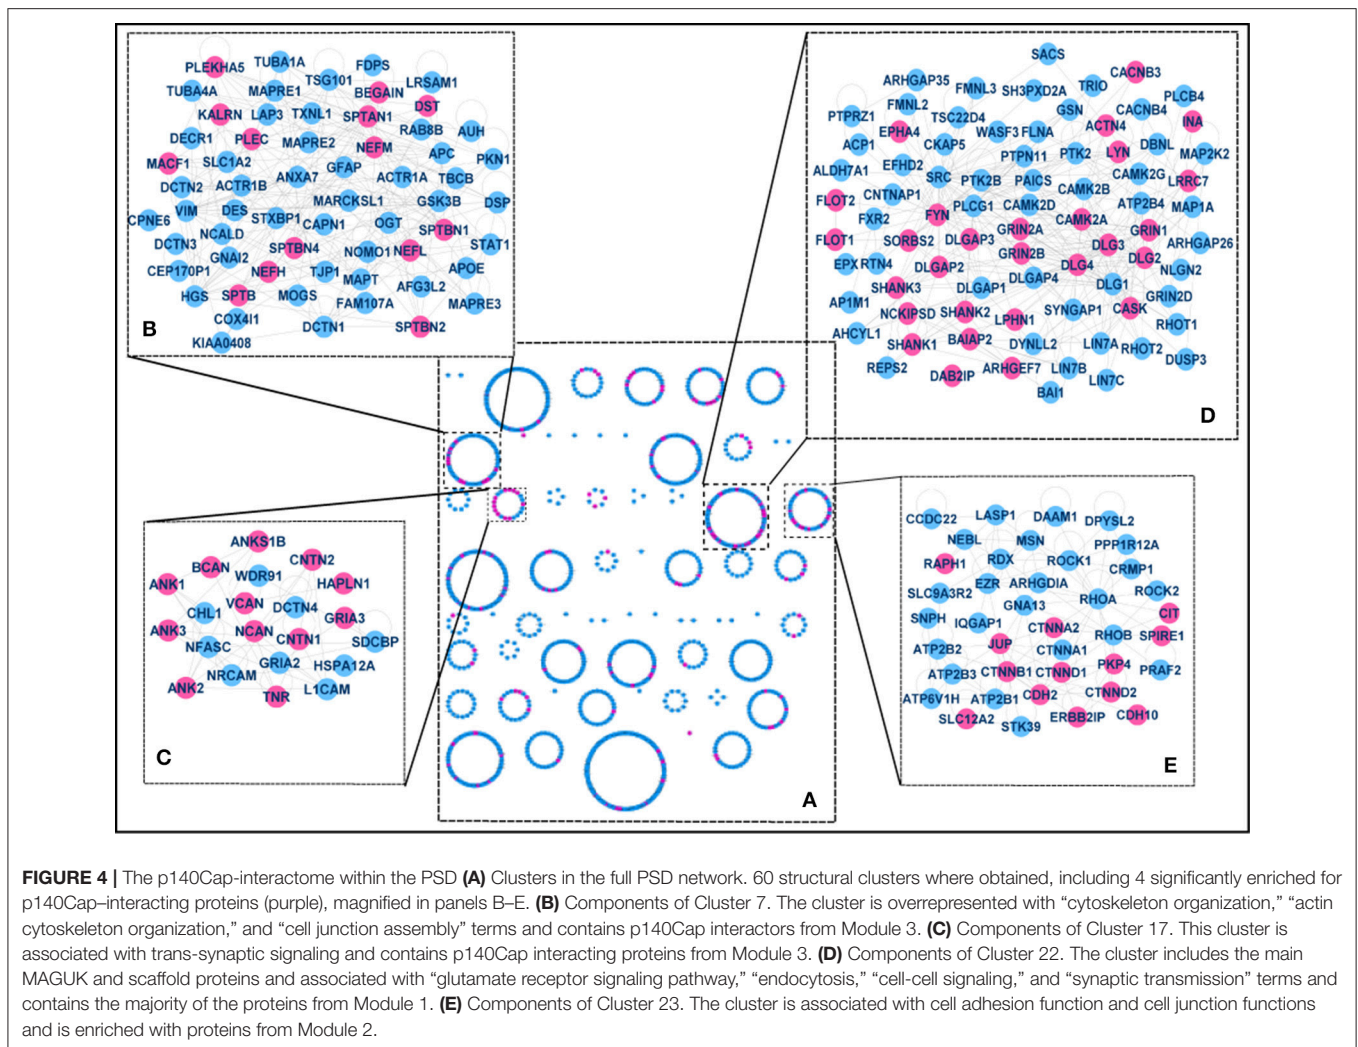 PLEKHA5 TUBA1A FDPS
TSG101 LRSAM1
TUBA4A MAPRE1 BEGAIN
DST
KALRN LAP3 TXNL1 SPTAN1
RAB8B AUH
DECR1 PLEC MAPRE2 NEFM
APC PKN1
MACF1 SLC1A2 GFAP
ANXA7 ACTR1A TBCB
DCTN2 ACTR1B
MARCKSL1 GSK3B DSP
VIM DES
CPNE6 STXBP1 CAPN1 OGT
NCALD SPTBN1
DCTN3 SPTBN4 NOMO1 NEFL STAT1
GNAI2
CEP170P1 NEFH TJP1 MAPT APOE
AFG3L2
HGS SPTB MOGS FAM107A MAPRE3
COX4I1
B DCTN1 SPTBN2
KIAA0408
SACS
ARHGAP35 CACNB3
FMNL3 SH3PXD2A TRIO
PLCB4
FMNL2 GSN CACNB4
PTPRZ1 TSC22D4 INA
EPHA4 WASF3 FLNA ACTN4
ACP1 CKAP5 DBNL
PTPN11 PTK2 LYN MAP2K2
ALDH7A1 EFHD2 SRC CAMK2G
PTK2B PAICS LRRC7
CNTNAP1 CAMK2B
FLOT2 PLCG1 CAMK2D ATP2B4 MAP1A
FXR2 FYN CAMK2A
GRIN2A GRIN1
FLOT1 SORBS2 DLGAP3 DLG3 ARHGAP26
GRIN2B DLG2
EPX RTN4 DLGAP2 DLG4 NLGN2
DLGAP4
SHANK3 DLGAP1 DLG1
GRIN2D
AP1M1 NCKIPSD SHANK2 SYNGAP1 CASK
LPHN1 RHOT1
AHCYL1 BAIAP2
SHANK1 DYNLL2 LIN7A RHOT2
DUSP3
REPS2 ARHGEF7 LIN7B
DAB2IP LIN7C
BAI1
D
ANKS1B
CNTN2
BCAN
WDR91
ANK1 HAPLN1
VCAN DCTN4
CHL1 GRIA3
ANK3 NCAN CNTN1
NFASC SDCBP
GRIA2 HSPA12A
NRCAM
ANK2 TNR L1CAM
C
A
CCDC22 LASP1 DAAM1 DPYSL2
NEBL MSN PPP1R12A
RAPH1 RDX ROCK1
CRMP1
EZR ARHGDIA
SLC9A3R2 RHOA ROCK2
GNA13
CIT
SNPH IQGAP1 CTNNA2
RHOB SPIRE1
ATP2B2 JUP CTNNA1
PKP4
ATP2B3 CTNNB1 CTNND1 PRAF2
ATP6V1H ATP2B1 CDH2 CTNND2
SLC12A2 ERBB2IP CDH10
STK39
E
FIGURE 4 | The p140Cap-interactome within the PSD (A) Clusters in the full PSD network. 60 structural clusters where obtained, including 4 significantly enriched for
p140Cap–interacting proteins (purple), magnified in panels B–E. (B) Components of Cluster 7. The cluster is overrepresented with “cytoskeleton organization,” “actin
cytoskeleton organization,” and “cell junction assembly” terms and contains p140Cap interactors from Module 3. (C) Components of Cluster 17. This cluster is
associated with trans-synaptic signaling and contains p140Cap interacting proteins from Module 3. (D) Components of Cluster 22. The cluster includes the main
MAGUK and scaffold proteins and associated with “glutamate receptor signaling pathway,” “endocytosis,” “cell-cell signaling,” and “synaptic transmission” terms and
contains the majority of the proteins from Module 1. (E) Components of Cluster 23. The cluster is associated with cell adhesion function and cell junction functions
and is enriched with proteins from Module 2.